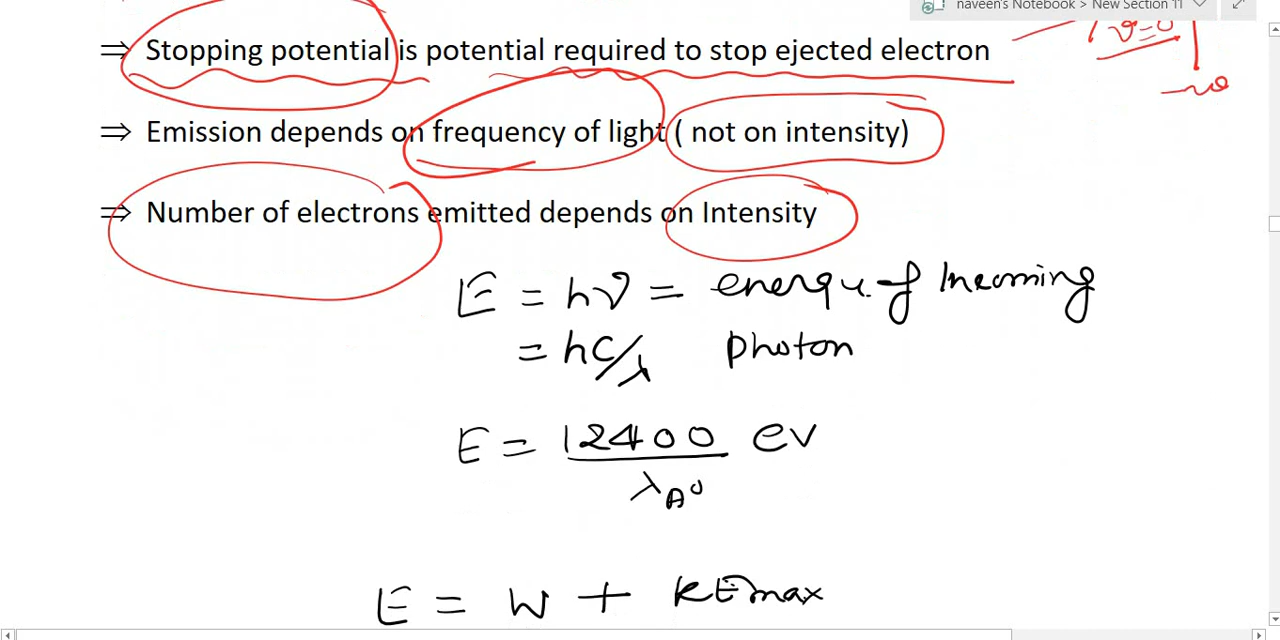 naveen's Notebook > New Section 11
⇒ Stopping potential is potential required to stop ejected electron
⇒ Emission depends on frequency of light ( not on intensity)
⇒ Number of electrons emitted depends on Intensity
E = hν = energy of Incoming
= hC/λ photon
E = 12400/λA° ev
E = W + KEmax